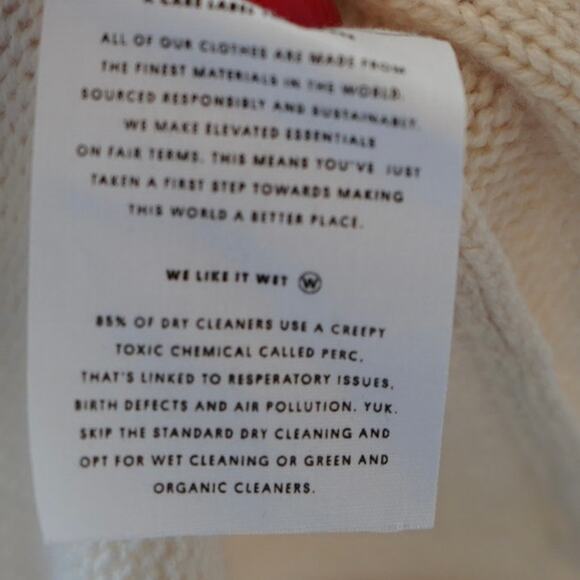 A CARE LABEL
ALL OF OUR CLOTHES ARE MADE FROM
THE FINEST MATERIALS IN THE WORLD.
SOURCED RESPONSIBLY AND SUSTAINABLY.
WE MAKE ELEVATED ESSENTIALS
ON FAIR TERMS. THIS MEANS YOU'VE JUST
TAKEN A FIRST STEP TOWARDS MAKING
THIS WORLD A BETTER PLACE.
WE LIKE IT WET W
85% OF DRY CLEANERS USE A CREEPY
TOXIC CHEMICAL CALLED PERC,
THAT'S LINKED TO RESPERATORY ISSUES,
BIRTH DEFECTS AND AIR POLLUTION. YUK.
SKIP THE STANDARD DRY CLEANING AND
OPT FOR WET CLEANING OR GREEN AND
ORGANIC CLEANERS.